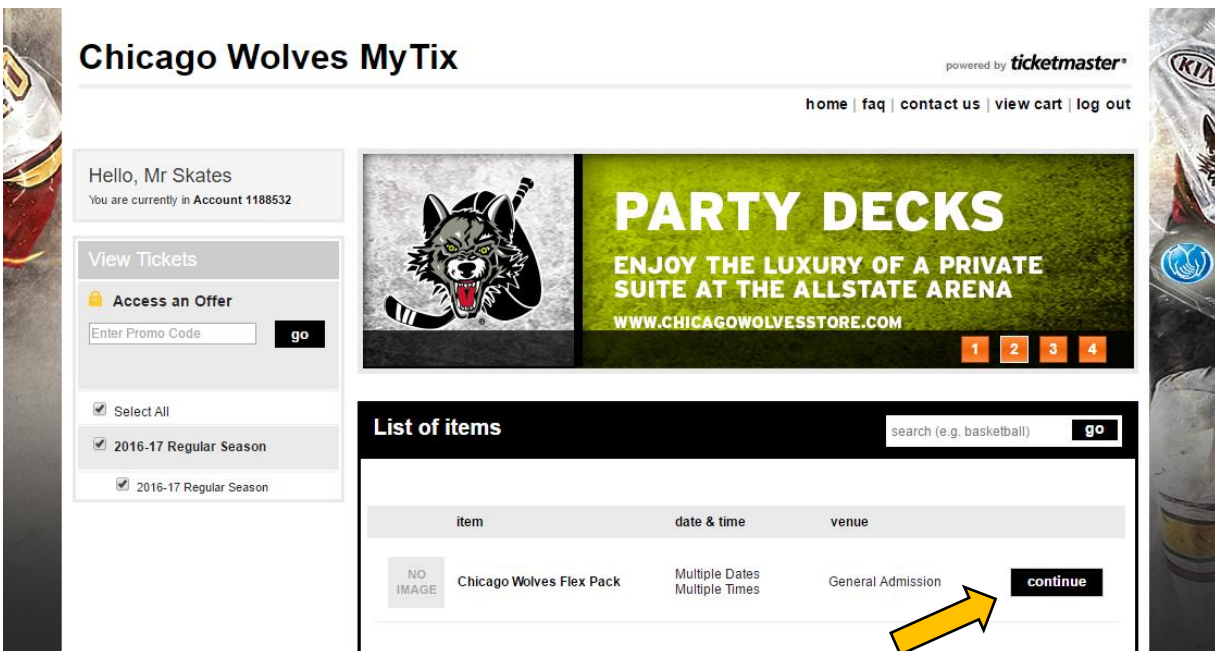 Chicago Wolves MyTix
powered by ticketmaster®
home | faq | contact us | view cart | log out
Hello, Mr Skates
You are currently in Account 1188532
View Tickets
Access an Offer
Enter Promo Code
go
Select All
2016-17 Regular Season
2016-17 Regular Season
PARTY DECKS
ENJOY THE LUXURY OF A PRIVATE
SUITE AT THE ALLSTATE ARENA
WWW.CHICAGOWOLVESSTORE.COM
1 2 3 4
List of items
search (e.g. basketball)
go
item date & time venue
NO
IMAGE
Chicago Wolves Flex Pack
Multiple Dates
Multiple Times
General Admission
continue
KIA